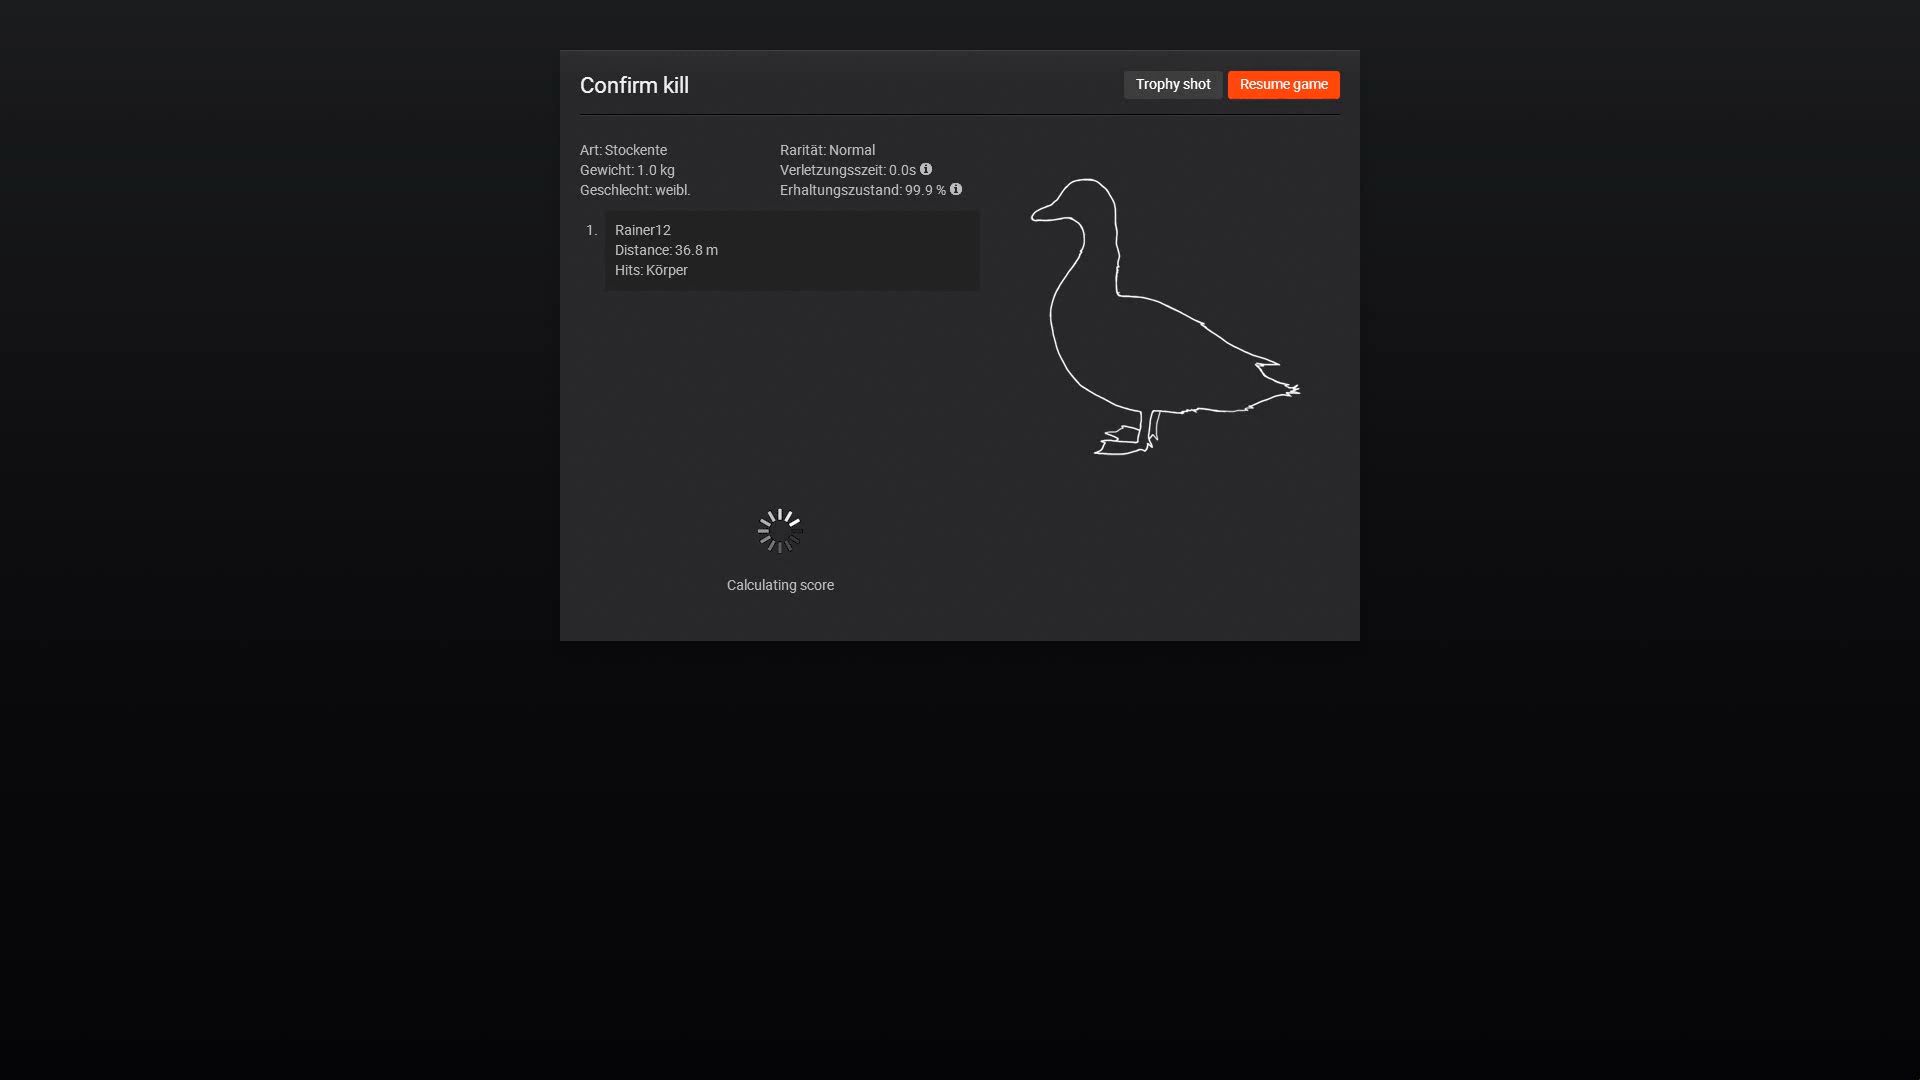 Confirm kill
Trophy shot
Resume game
Art: Stockente
Gewicht: 1.0 kg
Geschlecht: weibl.
Rarität: Normal
Verletzungsszeit: 0.0s
Erhaltungszustand: 99.9 %
1.
Rainer12
Distance: 36.8 m
Hits: Körper
Calculating score